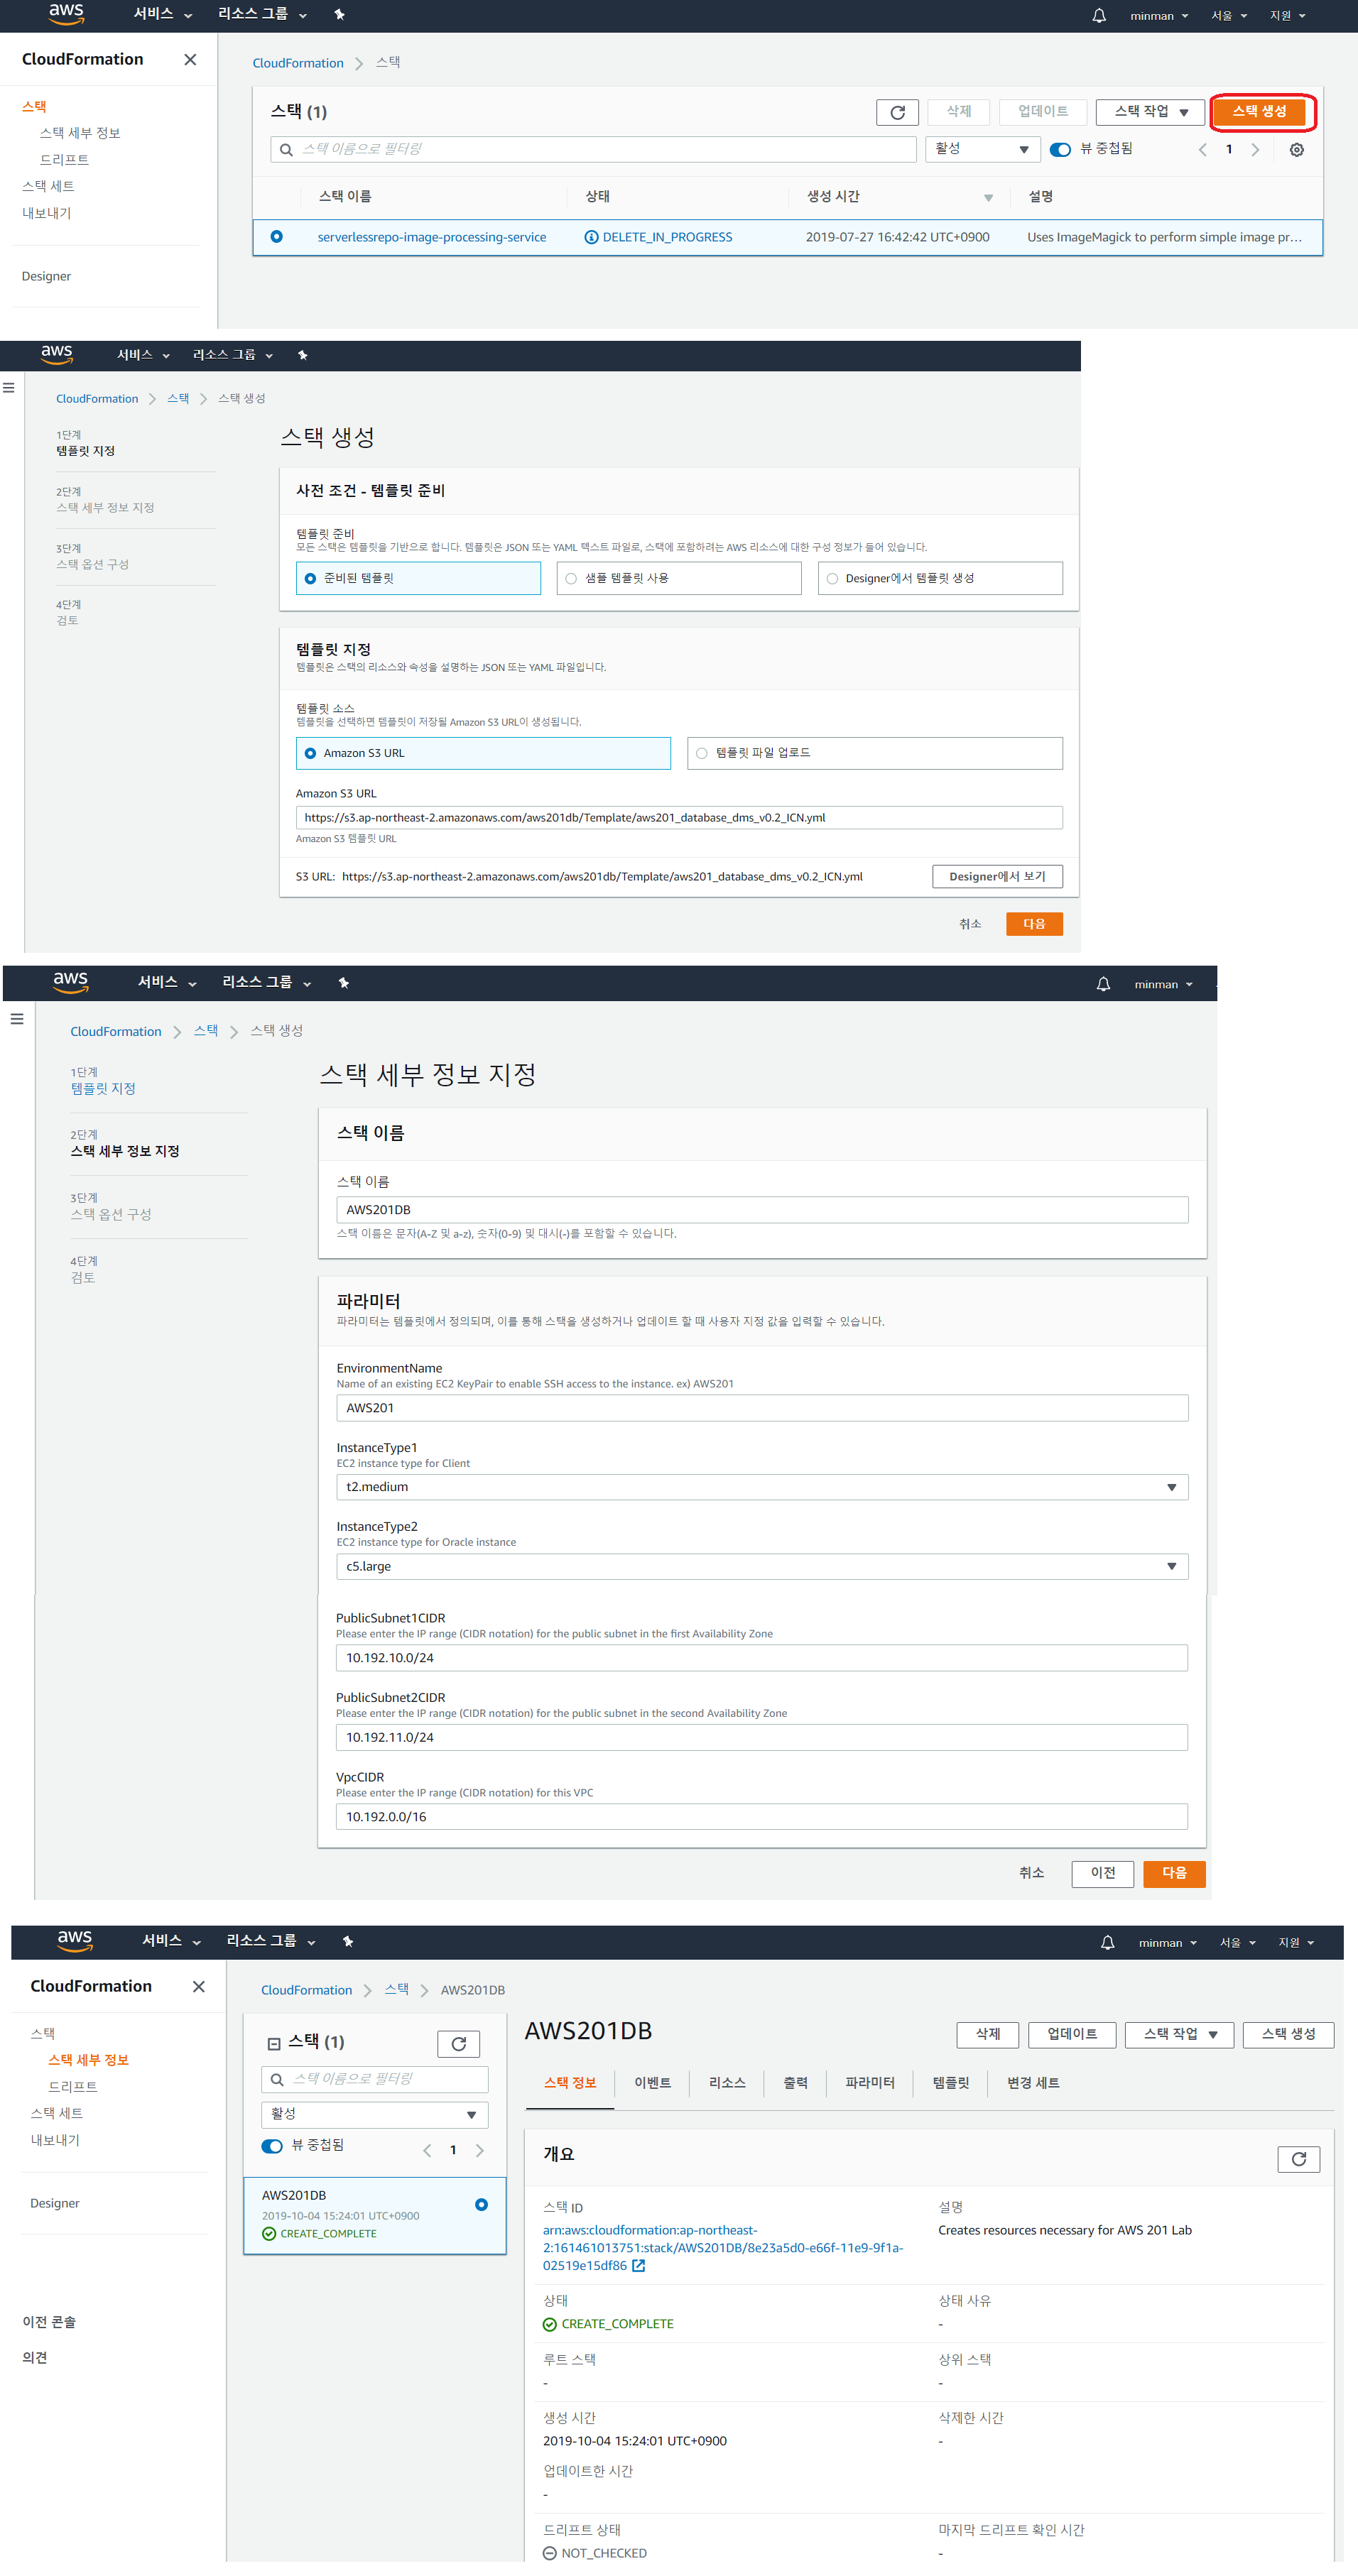 aws 서비스 리소스 그룹 minman 서울 지원
CloudFormation
스택
스택 세부 정보
드리프트
스택 세트
내보내기
Designer
CloudFormation 스택
스택 (1) 삭제 업데이트 스택 작업 스택 생성
스택 이름으로 필터링 활성 뷰 중첩됨 1
스택 이름 상태 생성 시간 설명
serverlessrepo-image-processing-service DELETE_IN_PROGRESS 2019-07-27 16:42:42 UTC+0900 Uses ImageMagick to perform simple image pr…
aws 서비스 리소스 그룹
CloudFormation 스택 스택 생성
1단계
템플릿 지정
2단계
스택 세부 정보 지정
3단계
스택 옵션 구성
4단계
검토
스택 생성
사전 조건 - 템플릿 준비
템플릿 준비
모든 스택은 템플릿을 기반으로 합니다. 템플릿은 JSON 또는 YAML 텍스트 파일로, 스택에 포함하려는 AWS 리소스에 대한 구성 정보가 들어 있습니다.
준비된 템플릿 샘플 템플릿 사용 Designer에서 템플릿 생성
템플릿 지정
템플릿은 스택의 리소스와 속성을 설명하는 JSON 또는 YAML 파일입니다.
템플릿 소스
템플릿을 선택하면 템플릿이 저장될 Amazon S3 URL이 생성됩니다.
Amazon S3 URL 템플릿 파일 업로드
Amazon S3 URL
https://s3.ap-northeast-2.amazonaws.com/aws201db/Template/aws201_database_dms_v0.2_ICN.yml
Amazon S3 템플릿 URL
S3 URL: https://s3.ap-northeast-2.amazonaws.com/aws201db/Template/aws201_database_dms_v0.2_ICN.yml Designer에서 보기
취소 다음
aws 서비스 리소스 그룹 minman
CloudFormation 스택 스택 생성
1단계
템플릿 지정
2단계
스택 세부 정보 지정
3단계
스택 옵션 구성
4단계
검토
스택 세부 정보 지정
스택 이름
스택 이름
AWS201DB
스택 이름은 문자(A-Z 및 a-z), 숫자(0-9) 및 대시(-)를 포함할 수 있습니다.
파라미터
파라미터는 템플릿에서 정의되며, 이를 통해 스택을 생성하거나 업데이트 할 때 사용자 지정 값을 입력할 수 있습니다.
EnvironmentName
Name of an existing EC2 KeyPair to enable SSH access to the instance. ex) AWS201
AWS201
InstanceType1
EC2 instance type for Client
t2.medium
InstanceType2
EC2 instance type for Oracle instance
c5.large
PublicSubnet1CIDR
Please enter the IP range (CIDR notation) for the public subnet in the first Availability Zone
10.192.10.0/24
PublicSubnet2CIDR
Please enter the IP range (CIDR notation) for the public subnet in the second Availability Zone
10.192.11.0/24
VpcCIDR
Please enter the IP range (CIDR notation) for this VPC
10.192.0.0/16
취소 이전 다음
aws 서비스 리소스 그룹 minman 서울 지원
CloudFormation
스택
스택 세부 정보
드리프트
스택 세트
내보내기
Designer
이전 콘솔
의견
CloudFormation 스택 AWS201DB
스택 (1)
스택 이름으로 필터링
활성
뷰 중첩됨 1
AWS201DB
2019-10-04 15:24:01 UTC+0900
CREATE_COMPLETE
AWS201DB 삭제 업데이트 스택 작업 스택 생성
스택 정보 이벤트 리소스 출력 파라미터 템플릿 변경 세트
개요
스택 ID 설명
arn:aws:cloudformation:ap-northeast- Creates resources necessary for AWS 201 Lab
2:161461013751:stack/AWS201DB/8e23a5d0-e66f-11e9-9f1a-
02519e15df86
상태 상태 사유
CREATE_COMPLETE -
루트 스택 상위 스택
- -
생성 시간 삭제한 시간
2019-10-04 15:24:01 UTC+0900 -
업데이트한 시간
-
드리프트 상태 마지막 드리프트 확인 시간
NOT_CHECKED -